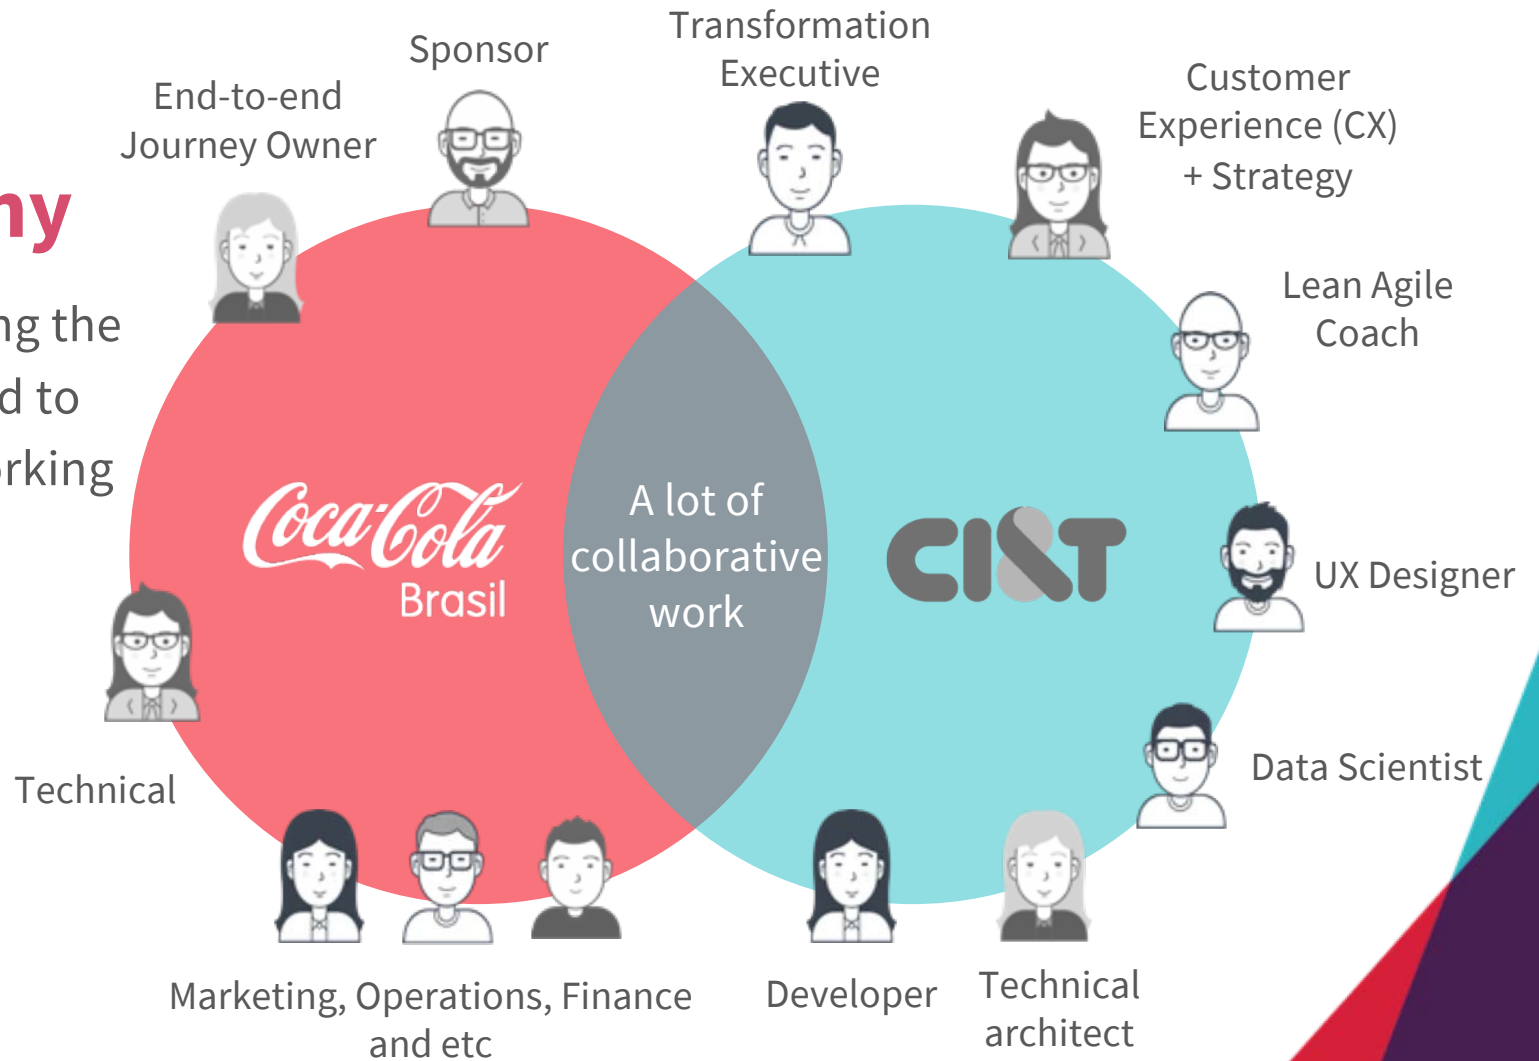 Sponsor
Transformation
Executive
End-to-end
Journey Owner
Customer
Experience (CX)
+ Strategy
ny
ng the
d to
orking
Lean Agile
Coach
Coca-Cola
Brasil
A lot of
collaborative
work
CI&T
UX Designer
Technical
Data Scientist
Marketing, Operations, Finance
and etc
Developer
Technical
architect